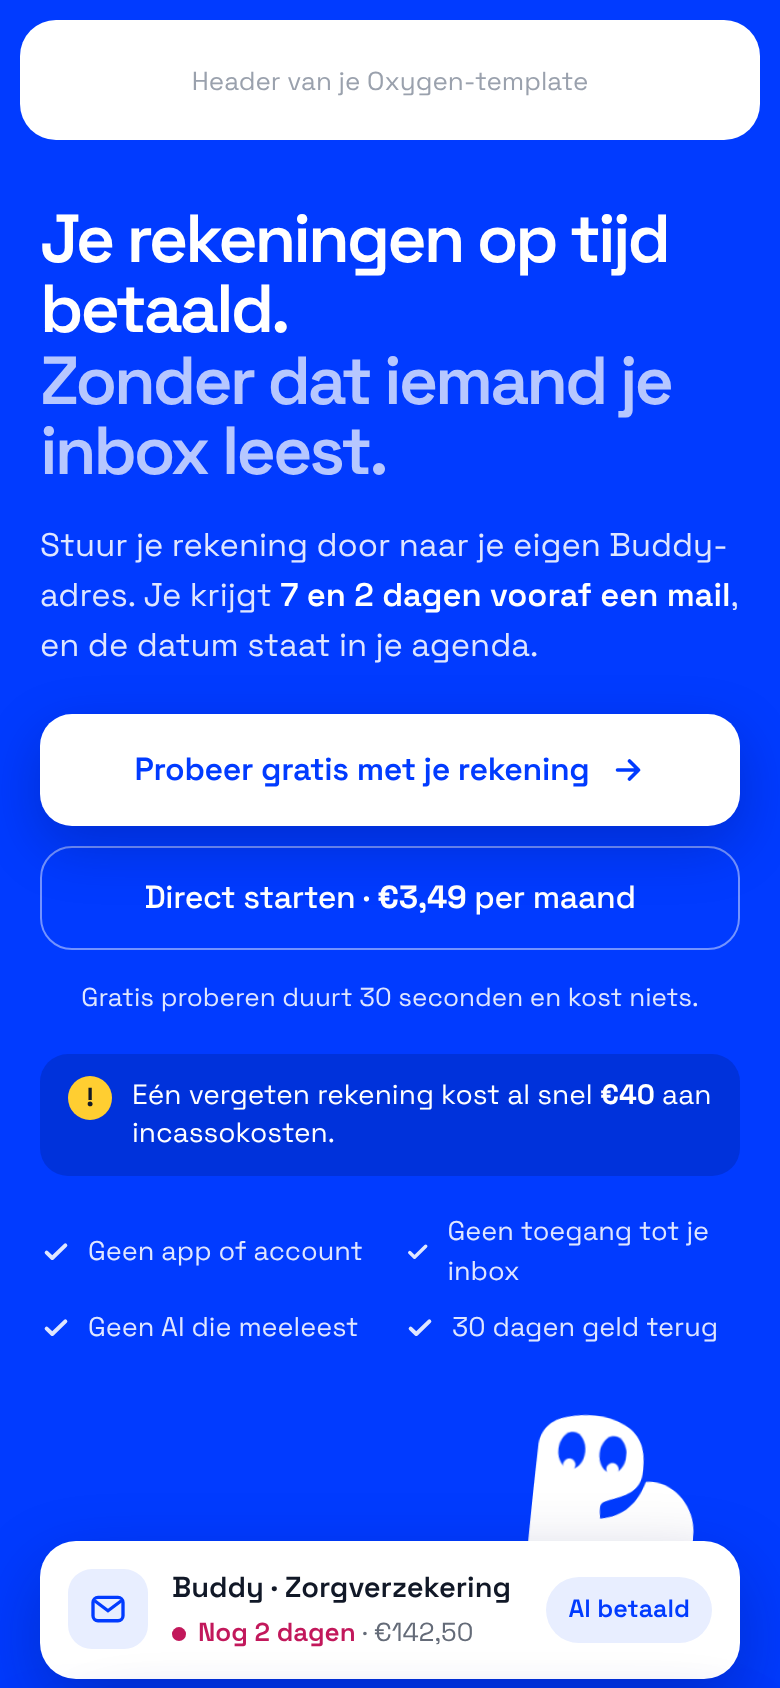 Header van je Oxygen-template
Je rekeningen op tijd
betaald.
Zonder dat iemand je
inbox leest.
Stuur je rekening door naar je eigen Buddy-
adres. Je krijgt 7 en 2 dagen vooraf een mail,
en de datum staat in je agenda.
Probeer gratis met je rekening →
Direct starten · €3,49 per maand
Gratis proberen duurt 30 seconden en kost niets.
! Eén vergeten rekening kost al snel €40 aan
incassokosten.
Geen app of account
Geen toegang tot je
inbox
Geen AI die meeleest
30 dagen geld terug
Buddy · Zorgverzekering
Nog 2 dagen · €142,50
Al betaald